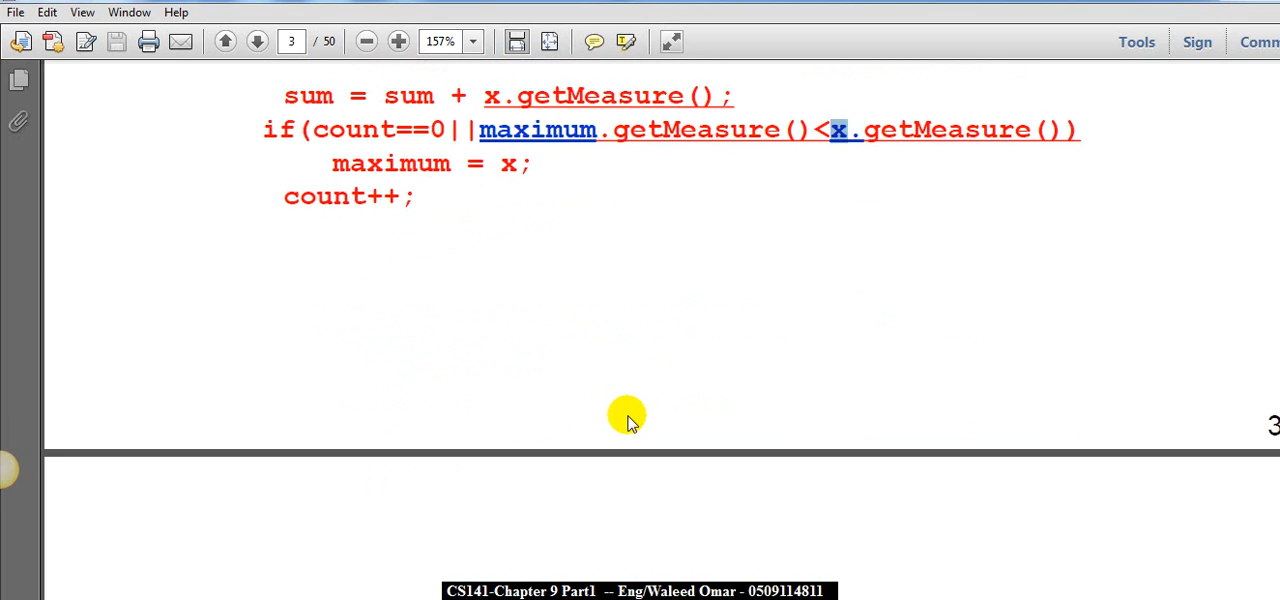 File Edit View Window Help
3 / 50 157% Tools Sign Comm
sum = sum + x.getMeasure();
if(count==0||maximum.getMeasure()<x.getMeasure())
maximum = x;
count++;
3
CS141-Chapter 9 Part1 -- Eng/Waleed Omar - 0509114811